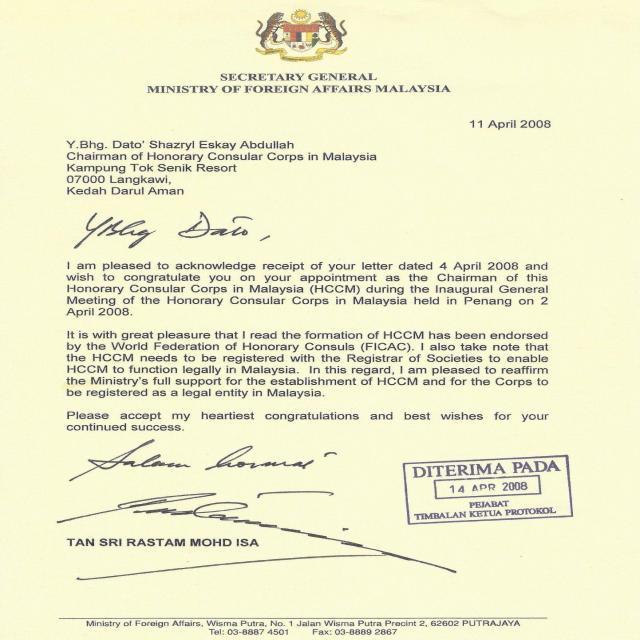 SECRETARY GENERAL
MINISTRY OF FOREIGN AFFAIRS MALAYSIA
11 April 2008
Y.Bhg. Dato' Shazryl Eskay Abdullah
Chairman of Honorary Consular Corps in Malaysia
Kampung Tok Senik Resort
07000 Langkawi,
Kedah Darul Aman
YBhg Dato,
I am pleased to acknowledge receipt of your letter dated 4 April 2008 and
wish to congratulate you on your appointment as the Chairman of this
Honorary Consular Corps in Malaysia (HCCM) during the Inaugural General
Meeting of the Honorary Consular Corps in Malaysia held in Penang on 2
April 2008.
It is with great pleasure that I read the formation of HCCM has been endorsed
by the World Federation of Honorary Consuls (FICAC). I also take note that
the HCCM needs to be registered with the Registrar of Societies to enable
HCCM to function legally in Malaysia. In this regard, I am pleased to reaffirm
the Ministry's full support for the establishment of HCCM and for the Corps to
be registered as a legal entity in Malaysia.
Please accept my heartiest congratulations and best wishes for your
continued success.
Salam hormat
TAN SRI RASTAM MOHD ISA
DITERIMA PADA
14 APR 2008
PEJABAT
TIMBALAN KETUA PROTOKOL
Ministry of Foreign Affairs, Wisma Putra, No. 1 Jalan Wisma Putra Precint 2, 62602 PUTRAJAYA
Tel: 03-8887 4501 Fax: 03-8889 2867